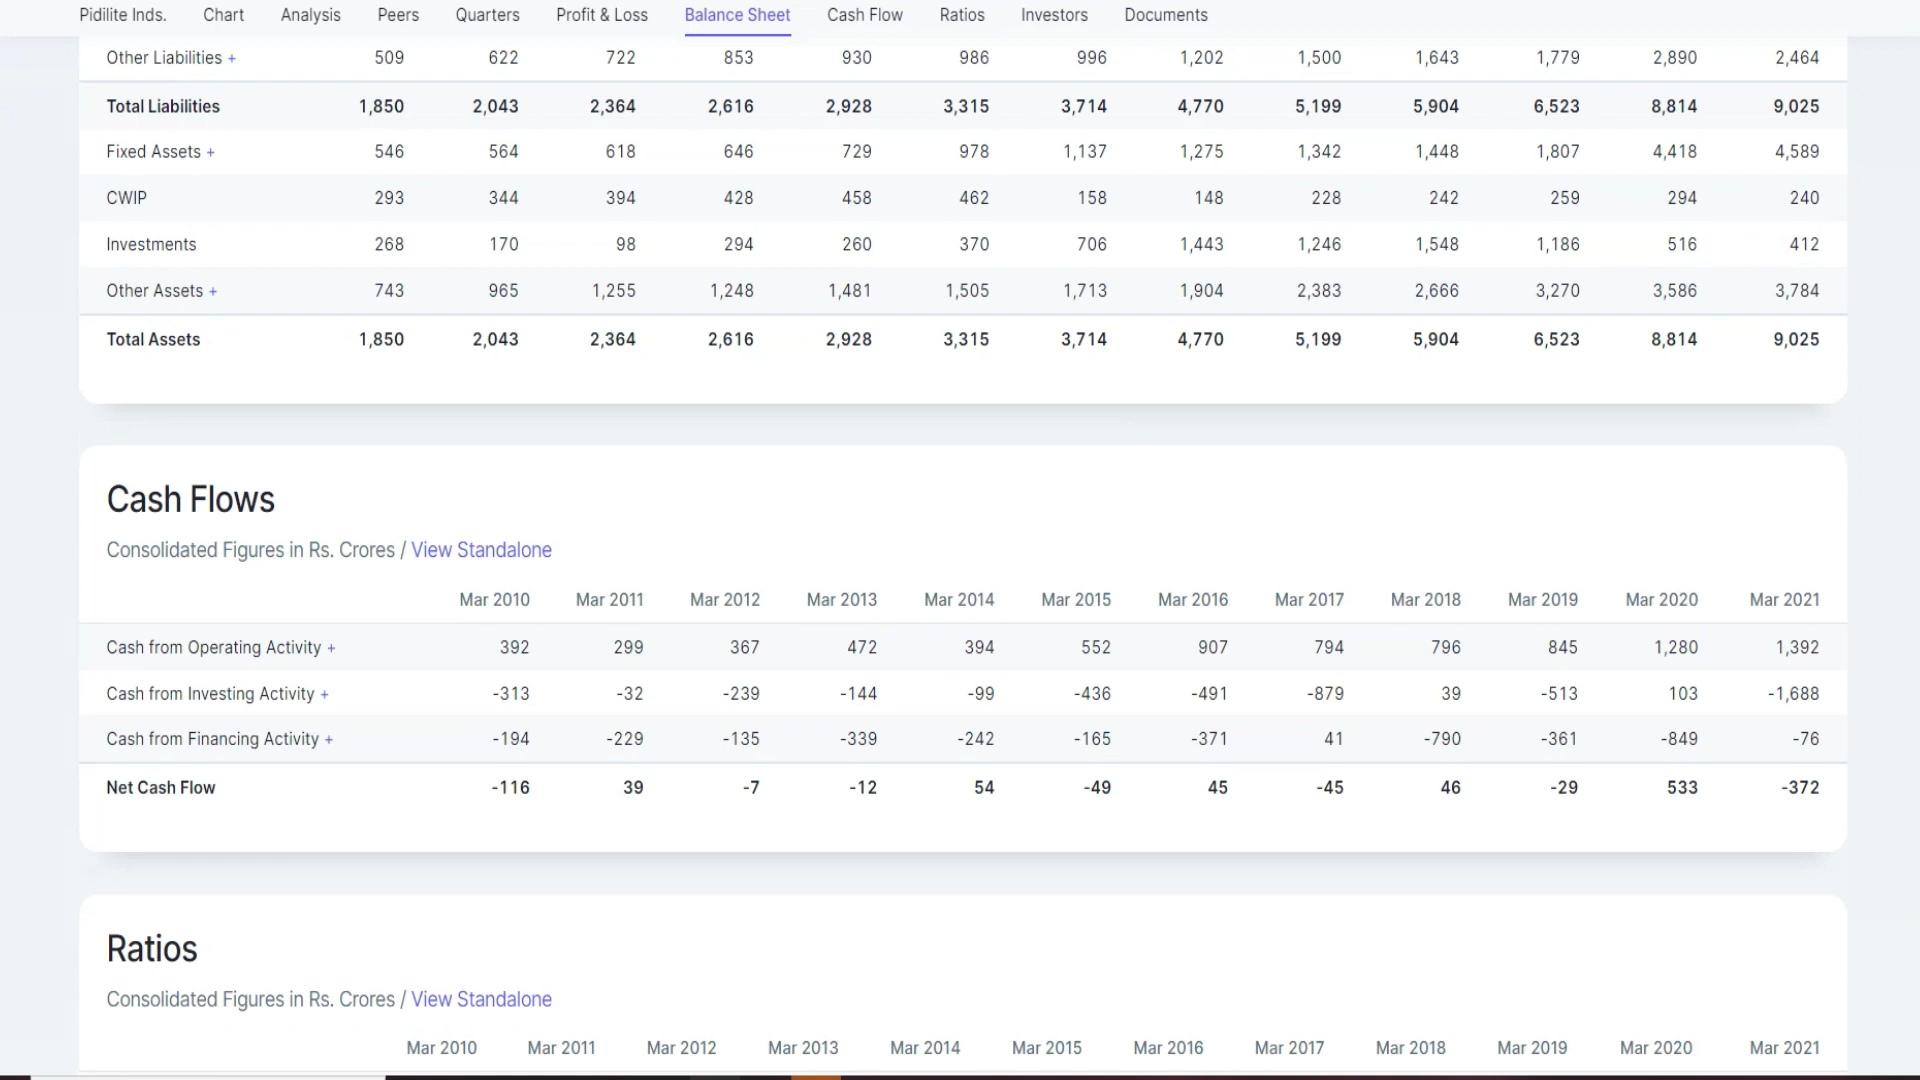 Pidilite Inds. Chart Analysis Peers Quarters Profit & Loss Balance Sheet Cash Flow Ratios Investors Documents
Other Liabilities + 509 622 722 853 930 986 996 1,202 1,500 1,643 1,779 2,890 2,464
Total Liabilities 1,850 2,043 2,364 2,616 2,928 3,315 3,714 4,770 5,199 5,904 6,523 8,814 9,025
Fixed Assets + 546 564 618 646 729 978 1,137 1,275 1,342 1,448 1,807 4,418 4,589
CWIP 293 344 394 428 458 462 158 148 228 242 259 294 240
Investments 268 170 98 294 260 370 706 1,443 1,246 1,548 1,186 516 412
Other Assets + 743 965 1,255 1,248 1,481 1,505 1,713 1,904 2,383 2,666 3,270 3,586 3,784
Total Assets 1,850 2,043 2,364 2,616 2,928 3,315 3,714 4,770 5,199 5,904 6,523 8,814 9,025
Cash Flows
Consolidated Figures in Rs. Crores / View Standalone
Mar 2010 Mar 2011 Mar 2012 Mar 2013 Mar 2014 Mar 2015 Mar 2016 Mar 2017 Mar 2018 Mar 2019 Mar 2020 Mar 2021
Cash from Operating Activity + 392 299 367 472 394 552 907 794 796 845 1,280 1,392
Cash from Investing Activity + -313 -32 -239 -144 -99 -436 -491 -879 39 -513 103 -1,688
Cash from Financing Activity + -194 -229 -135 -339 -242 -165 -371 41 -790 -361 -849 -76
Net Cash Flow -116 39 -7 -12 54 -49 45 -45 46 -29 533 -372
Ratios
Consolidated Figures in Rs. Crores / View Standalone
Mar 2010 Mar 2011 Mar 2012 Mar 2013 Mar 2014 Mar 2015 Mar 2016 Mar 2017 Mar 2018 Mar 2019 Mar 2020 Mar 2021